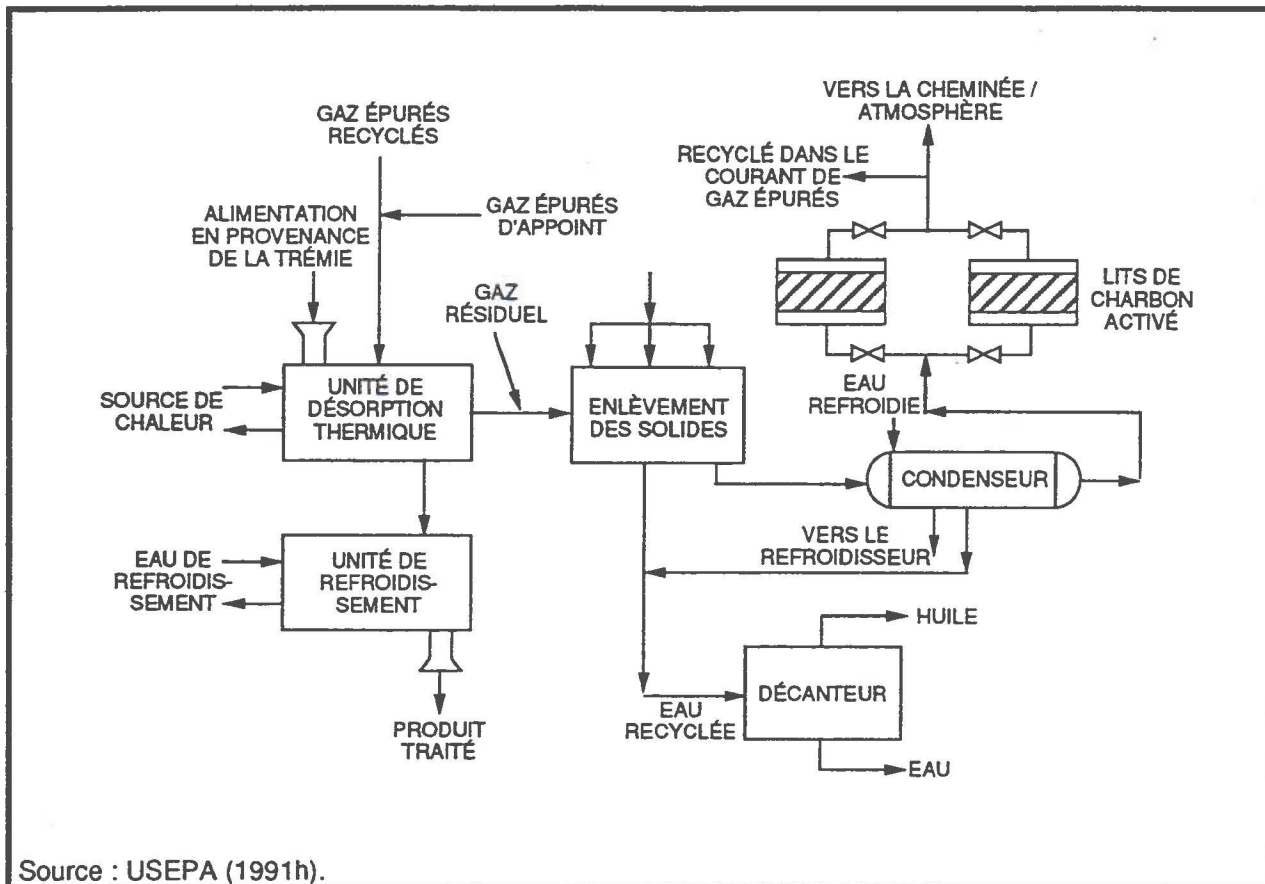 VERS LA CHEMINÉE /
ATMOSPHÈRE
GAZ ÉPURÉS
RECYCLÉS
RECYCLÉ DANS LE
COURANT DE
GAZ ÉPURÉS
ALIMENTATION
EN PROVENANCE
DE LA TRÉMIE
GAZ ÉPURÉS
D'APPOINT
GAZ
RÉSIDUEL
LITS DE
CHARBON
ACTIVÉ
SOURCE DE
CHALEUR
UNITÉ DE
DÉSORPTION
THERMIQUE
ENLÈVEMENT
DES SOLIDES
EAU
REFROIDIE
CONDENSEUR
VERS LE
REFROIDISSEUR
EAU DE
REFROIDIS-
SEMENT
UNITÉ DE
REFROIDIS-
SEMENT
HUILE
DÉCANTEUR
EAU
RECYCLÉE
PRODUIT
TRAITÉ
EAU
Source : USEPA (1991h).